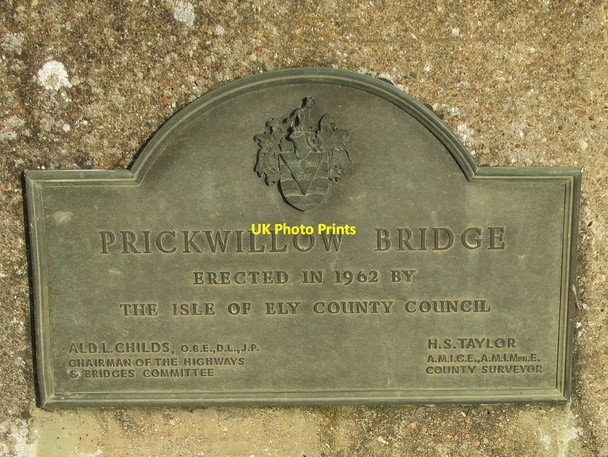 UK Photo Prints
PRICKWILLOW BRIDGE
ERECTED IN 1962 BY
THE ISLE OF ELY COUNTY COUNCIL
ALD.L.CHILDS, O.B.E.,D.L.,J.P.
CHAIRMAN OF THE HIGHWAYS
& BRIDGES COMMITTEE
H.S.TAYLOR
A.M.I.C.E.,A.M.I.MUN.E.
COUNTY SURVEYOR